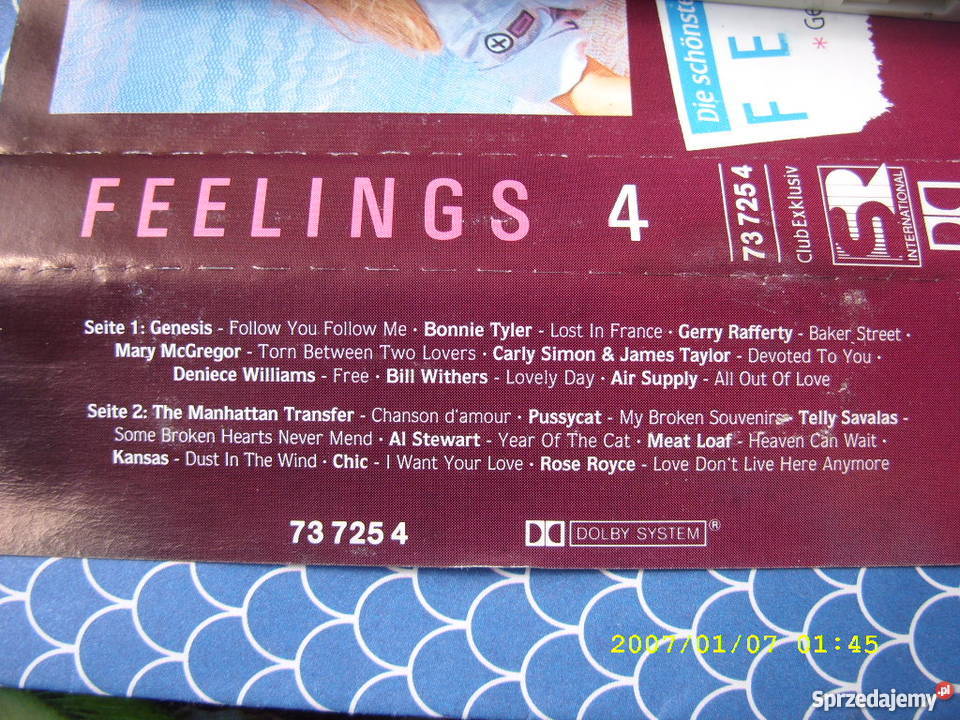 Die schönste
F E
* Ge
FEELINGS 4
73 725 4
Club Exklusiv
SR
INTERNATIONAL
Seite 1: Genesis - Follow You Follow Me · Bonnie Tyler - Lost In France · Gerry Rafferty - Baker Street ·
Mary McGregor - Torn Between Two Lovers · Carly Simon & James Taylor - Devoted To You ·
Deniece Williams - Free · Bill Withers - Lovely Day · Air Supply - All Out Of Love
Seite 2: The Manhattan Transfer - Chanson d'amour · Pussycat - My Broken Souvenirs - Telly Savalas -
Some Broken Hearts Never Mend · Al Stewart - Year Of The Cat · Meat Loaf - Heaven Can Wait ·
Kansas - Dust In The Wind · Chic - I Want Your Love · Rose Royce - Love Don't Live Here Anymore
73 725 4
DOLBY SYSTEM®
2007/01/07 01:45
Sprzedajemy.pl